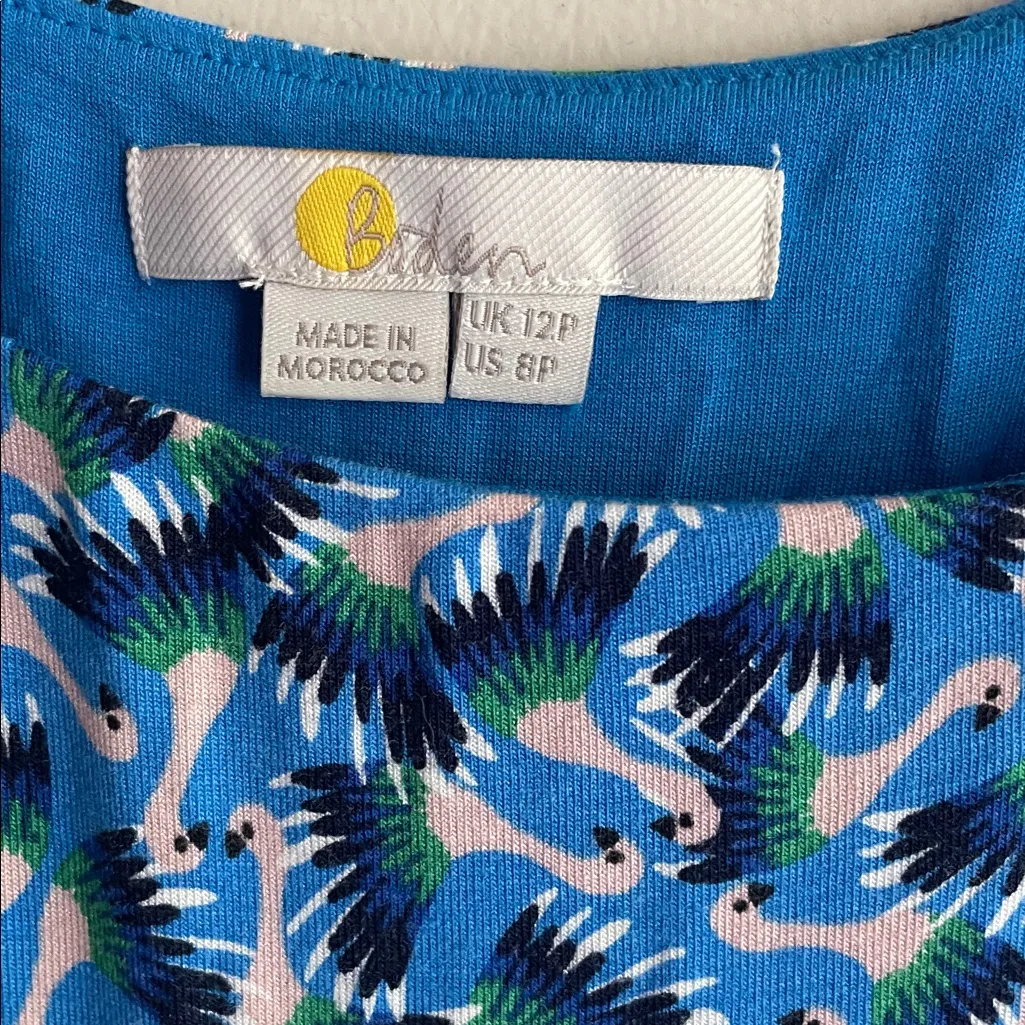 Boden
MADE IN
MOROCCO
UK 12P
US 8P